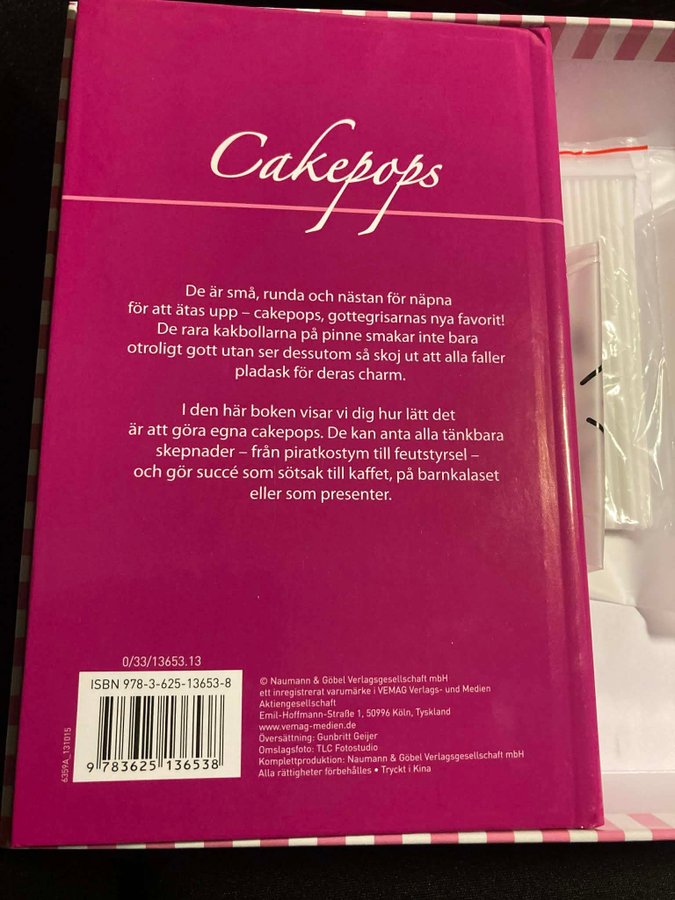 Cakepops
De är små, runda och nästan för näpna
för att ätas upp – cakepops, gottegrisarnas nya favorit!
De rara kakbollarna på pinne smakar inte bara
otroligt gott utan ser dessutom så skoj ut att alla faller
pladask för deras charm.
I den här boken visar vi dig hur lätt det
är att göra egna cakepops. De kan anta alla tänkbara
skepnader – från piratkostym till feutstyrsel –
och gör succé som sötsak till kaffet, på barnkalaset
eller som presenter.
0/33/13653.13
ISBN 978-3-625-13653-8
9 783625 136538
6359A_131015
© Naumann & Göbel Verlagsgesellschaft mbH
ett inregistrerat varumärke i VEMAG Verlags- und Medien
Aktiengesellschaft
Emil-Hoffmann-Straße 1, 50996 Köln, Tyskland
www.vemag-medien.de
Översättning: Gunbritt Geijer
Omslagsfoto: TLC Fotostudio
Komplettproduktion: Naumann & Göbel Verlagsgesellschaft mbH
Alla rättigheter förbehålles • Tryckt i Kina